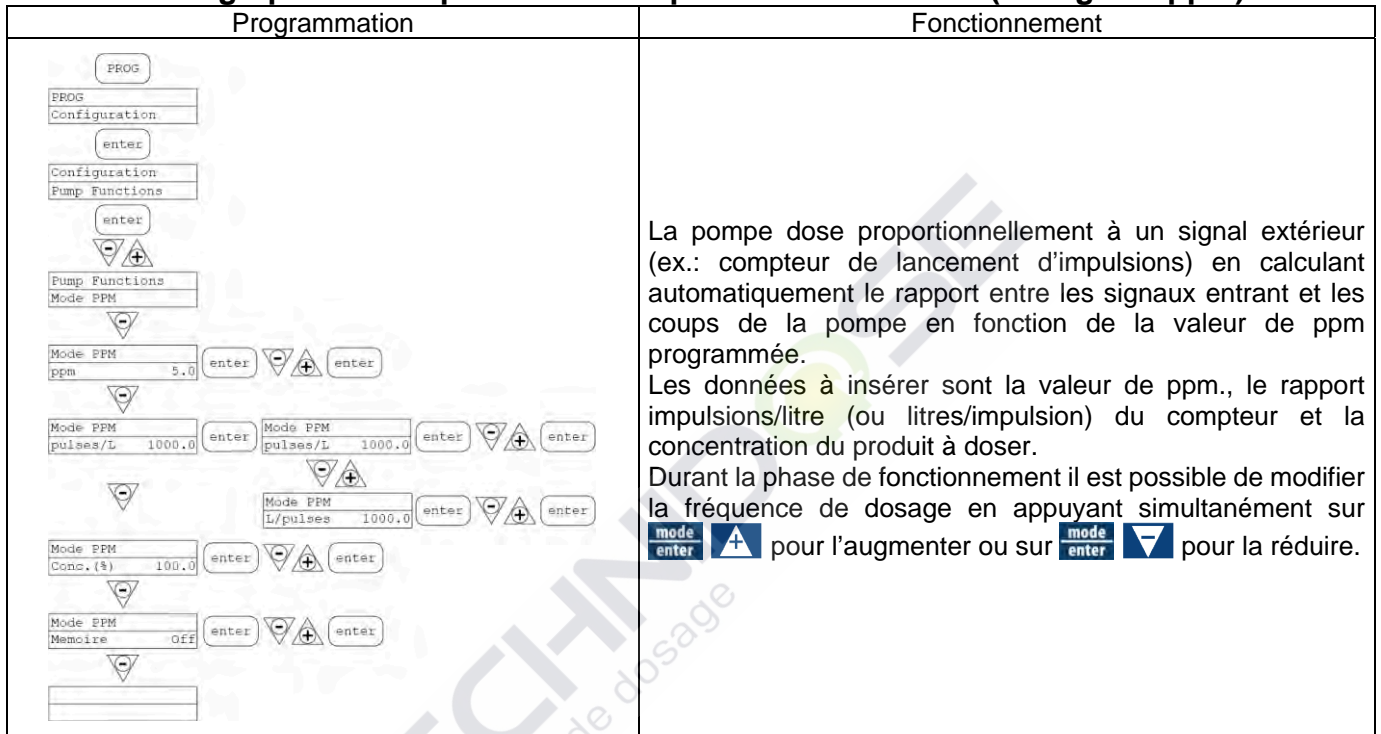 Programmation
Fonctionnement
PROG
PROG
Configuration
enter
Configuration
Pump Functions
enter
Pump Functions
Mode PPM
Mode PPM
ppm 5.0
enter
enter
Mode PPM
pulses/L 1000.0
enter
Mode PPM
pulses/L 1000.0
enter
enter
Mode PPM
L/pulses 1000.0
enter
enter
Mode PPM
Conc.(%) 100.0
enter
enter
Mode PPM
Memoire Off
enter
enter
La pompe dose proportionnellement à un signal extérieur
(ex.: compteur de lancement d’impulsions) en calculant
automatiquement le rapport entre les signaux entrant et les
coups de la pompe en fonction de la valeur de ppm
programmée.
Les données à insérer sont la valeur de ppm., le rapport
impulsions/litre (ou litres/impulsion) du compteur et la
concentration du produit à doser.
Durant la phase de fonctionnement il est possible de modifier
la fréquence de dosage en appuyant simultanément sur
mode enter + pour l’augmenter ou sur mode enter - pour la réduire.
de dosage